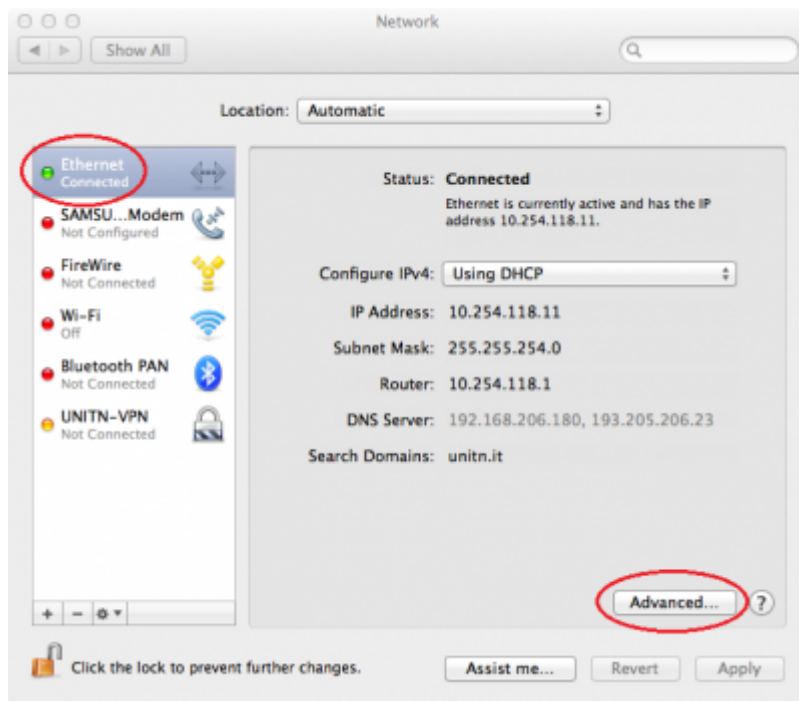 Network
Show All
Location: Automatic
Ethernet
Connected
SAMSU...Modem
Not Configured
FireWire
Not Connected
Wi-Fi
Off
Bluetooth PAN
Not Connected
UNITN-VPN
Not Connected
Status: Connected
Ethernet is currently active and has the IP
address 10.254.118.11.
Configure IPv4: Using DHCP
IP Address: 10.254.118.11
Subnet Mask: 255.255.254.0
Router: 10.254.118.1
DNS Server: 192.168.206.180, 193.205.206.23
Search Domains: unitn.it
Advanced... ?
+ −
Click the lock to prevent further changes.
Assist me... Revert Apply